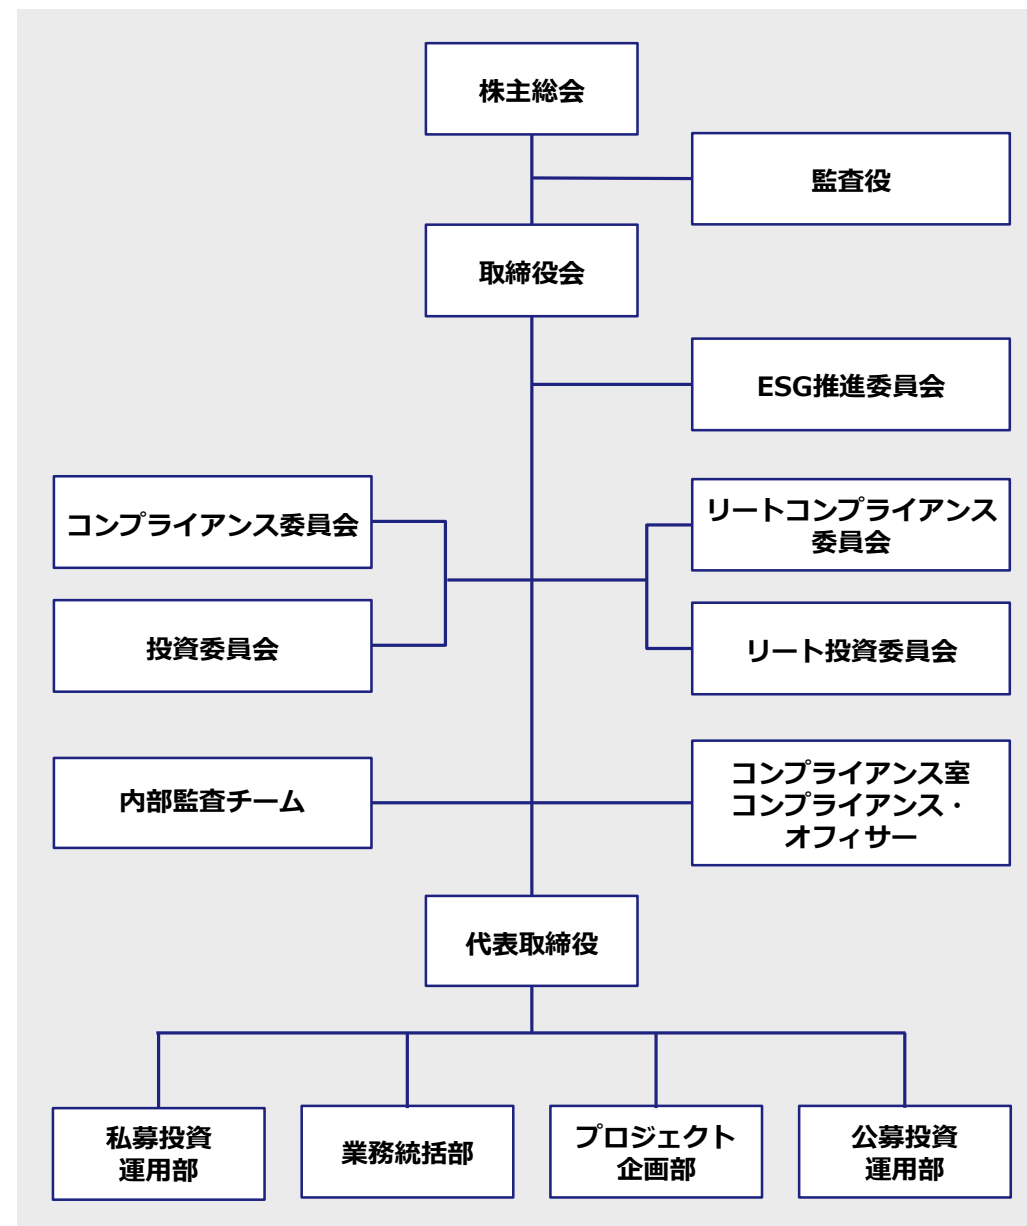 株主総会
監査役
取締役会
ESG推進委員会
コンプライアンス委員会
リートコンプライアンス
委員会
投資委員会
リート投資委員会
内部監査チーム
コンプライアンス室
コンプライアンス・
オフィサー
代表取締役
私募投資
運用部
業務統括部
プロジェクト
企画部
公募投資
運用部